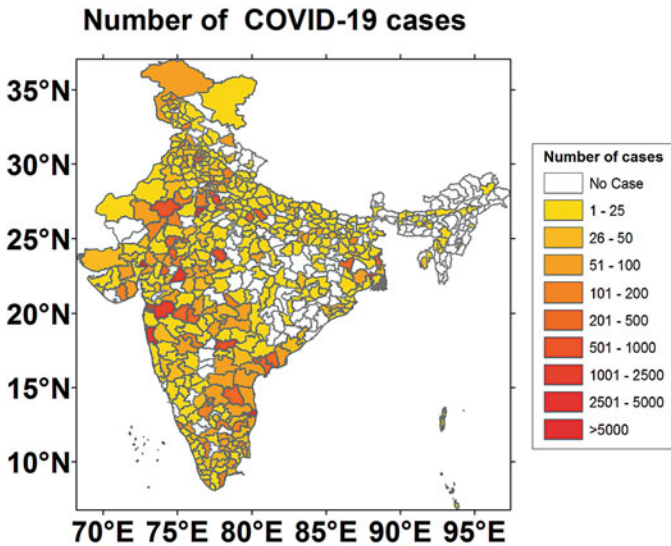 Number of COVID-19 cases
35°N
30°N
25°N
20°N
15°N
10°N
70°E 75°E 80°E 85°E 90°E 95°E
Number of cases
No Case
1 - 25
26 - 50
51 - 100
101 - 200
201 - 500
501 - 1000
1001 - 2500
2501 - 5000
>5000